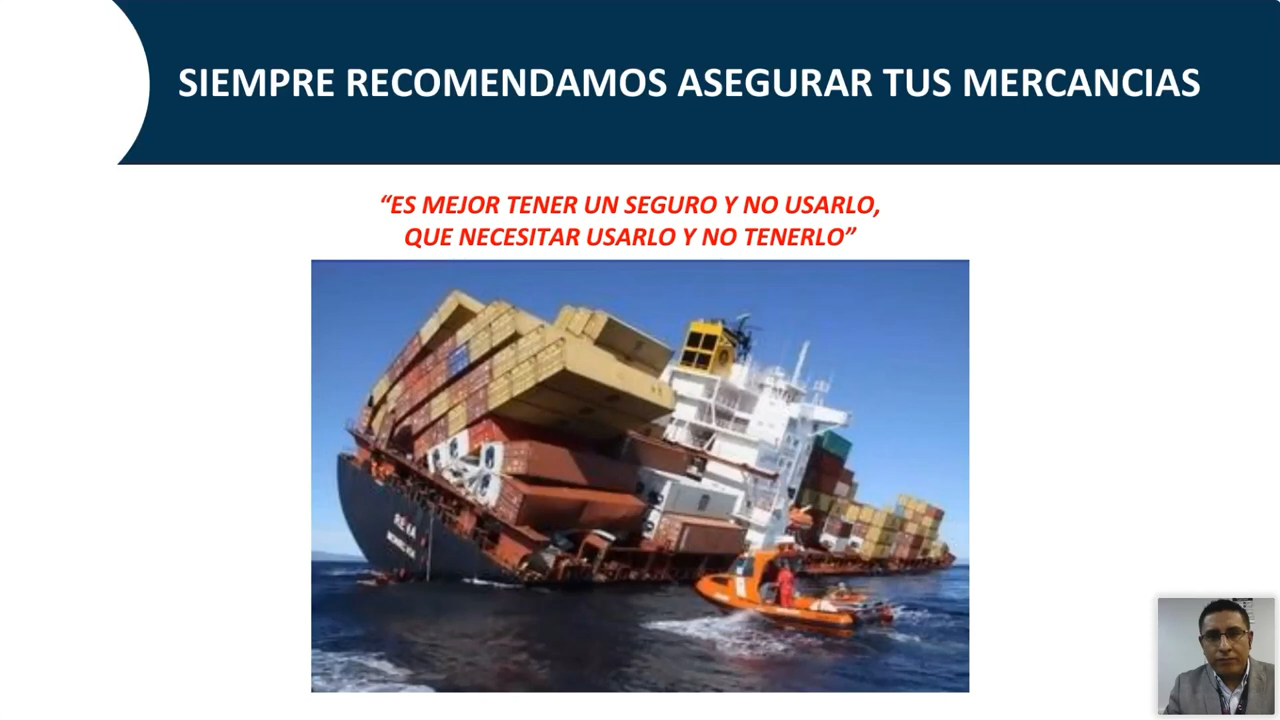 SIEMPRE RECOMENDAMOS ASEGURAR TUS MERCANCIAS
“ES MEJOR TENER UN SEGURO Y NO USARLO,
QUE NECESITAR USARLO Y NO TENERLO”